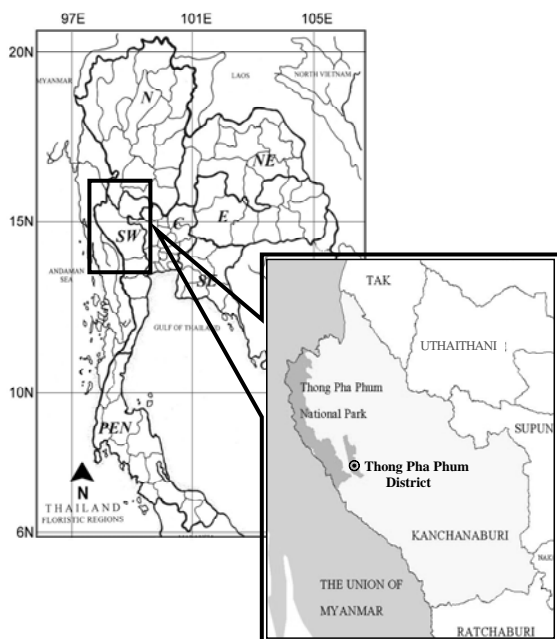 97E 101E 105E
20N
MYANMAR
LAOS
NORTH VIETNAM
N
NE
15N
C
E
SW
ANDAMAN
SEA
SE
GULF OF THAILAND
10N
PEN
N
THAILAND
FLORISTIC REGIONS
6N
TAK
UTHAITHANI
Thong Pha Phum
National Park
SUPUN
Thong Pha Phum
District
KANCHANABURI
THE UNION OF
MYANMAR
RATCHABURI